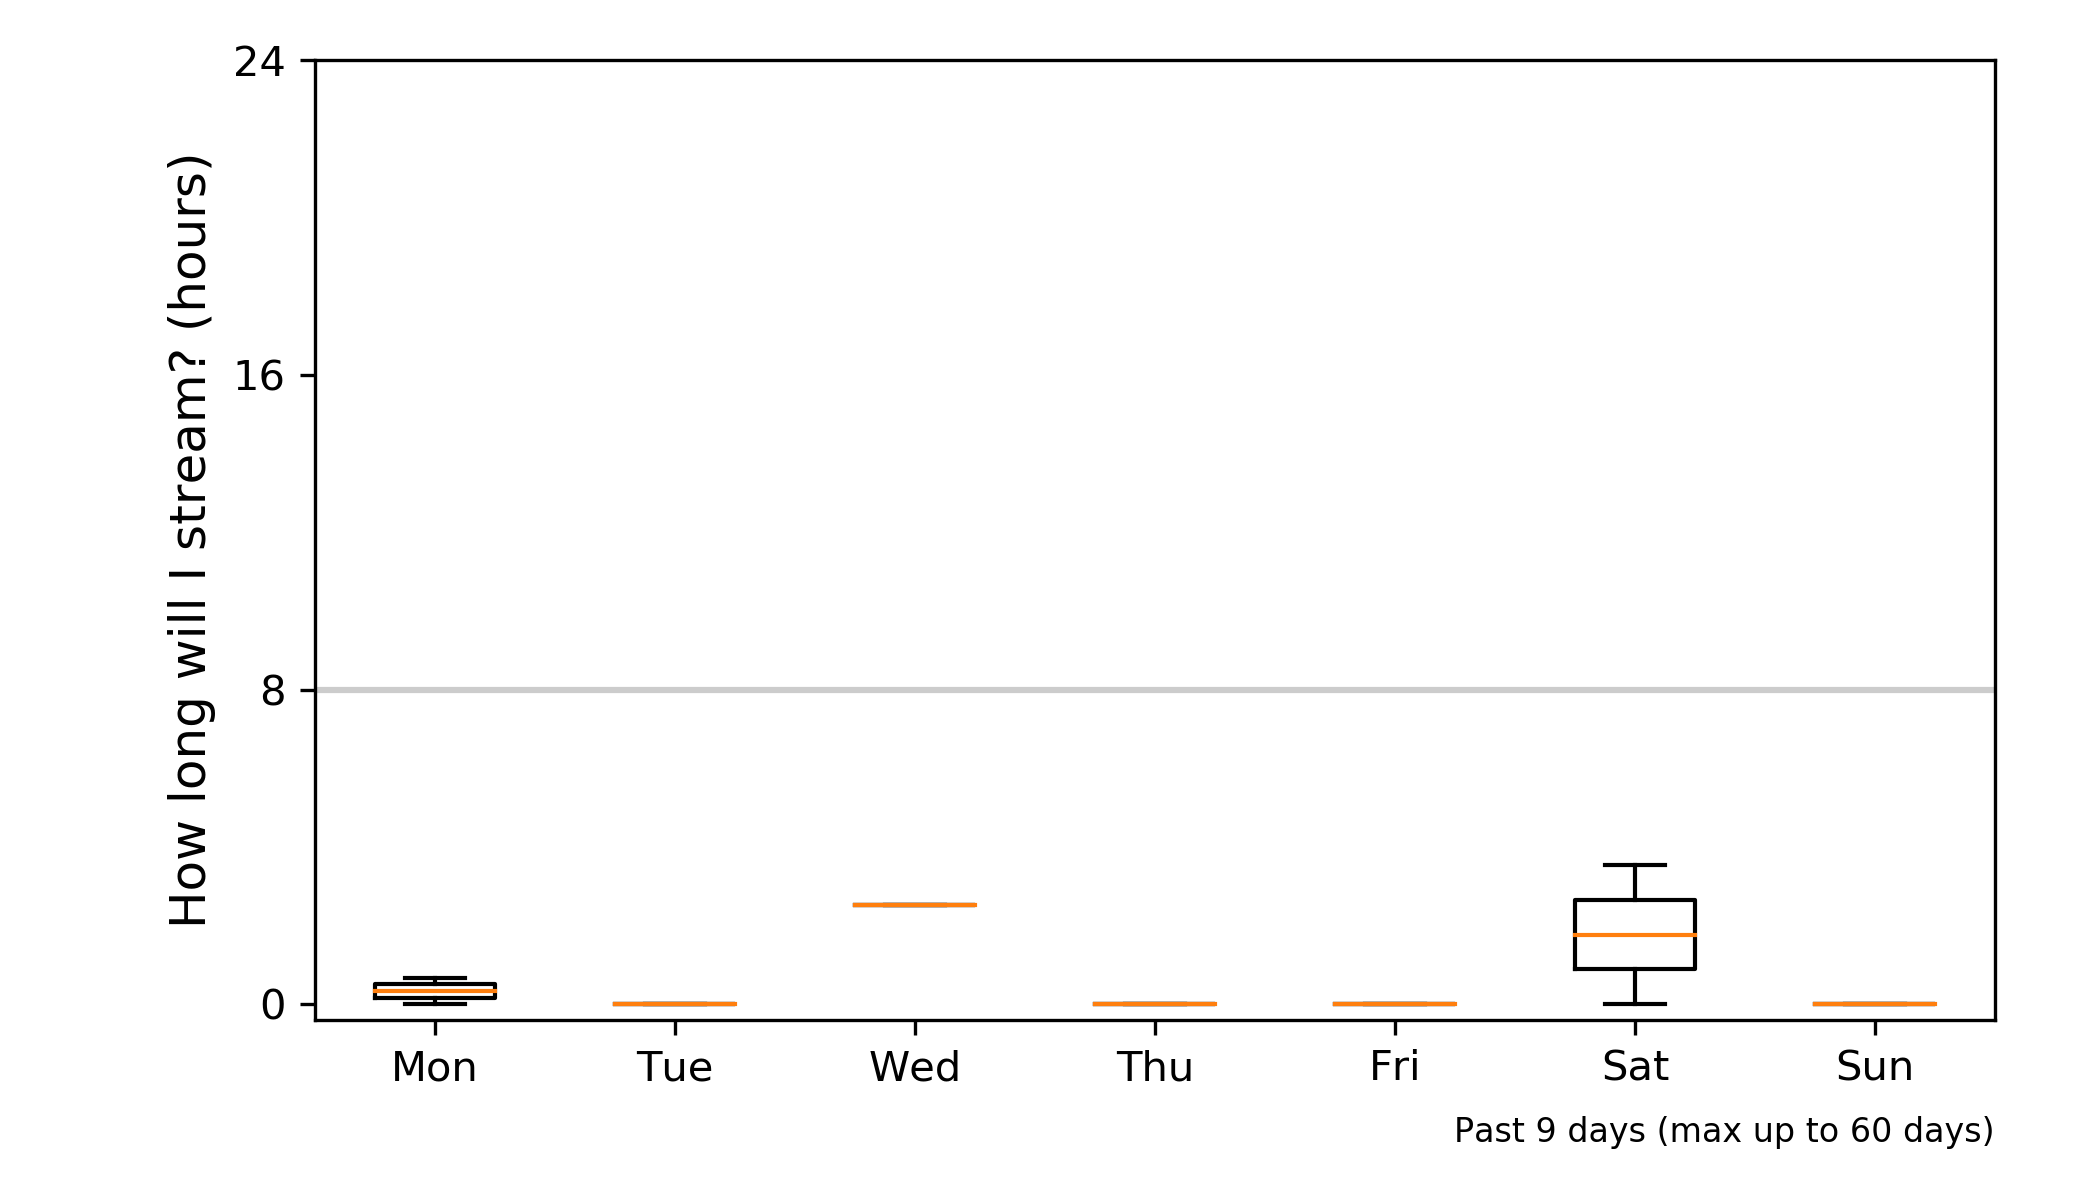 How long will I stream? (hours)
24
16
8
0
Mon Tue Wed Thu Fri Sat Sun
Past 9 days (max up to 60 days)